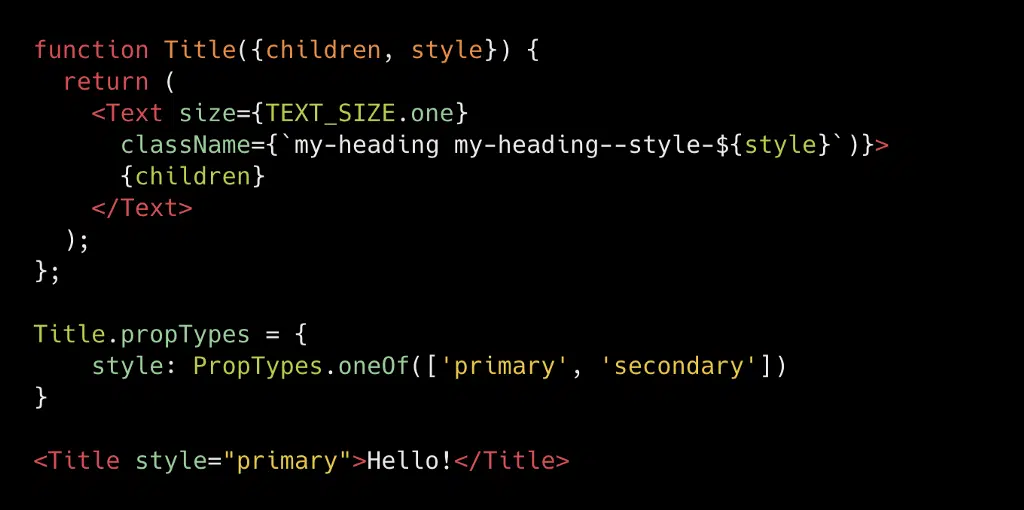 function Title({children, style}) {
  return (
    <Text size={TEXT_SIZE.one}
      className={`my-heading my-heading--style-${style}`)}>
      {children}
    </Text>
  );
};

Title.propTypes = {
    style: PropTypes.oneOf(['primary', 'secondary'])
}

<Title style="primary">Hello!</Title>